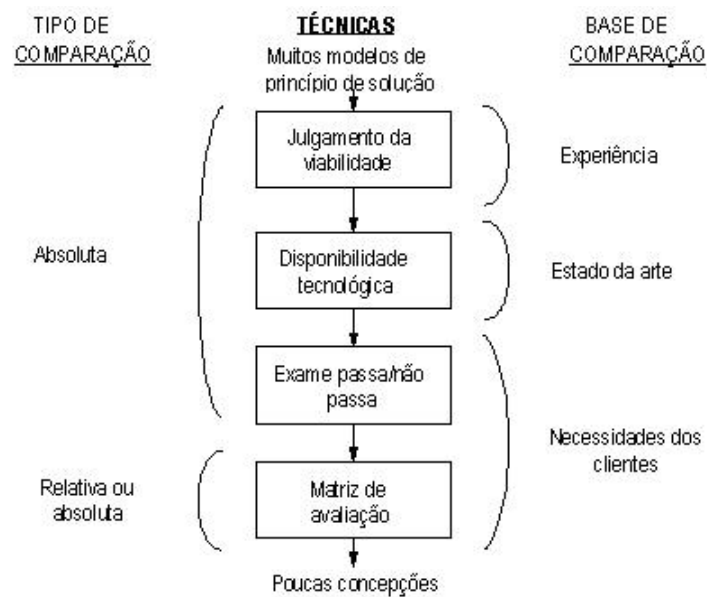 TIPO DE
COMPARAÇÃO
TÉCNICAS
BASE DE
COMPARAÇÃO
Muitos modelos de
princípio de solução
Julgamento da
viabilidade
Experiência
Absoluta
Disponibilidade
tecnológica
Estado da arte
Exame passa/não
passa
Necessidades dos
clientes
Relativa ou
absoluta
Matriz de
avaliação
Poucas concepções